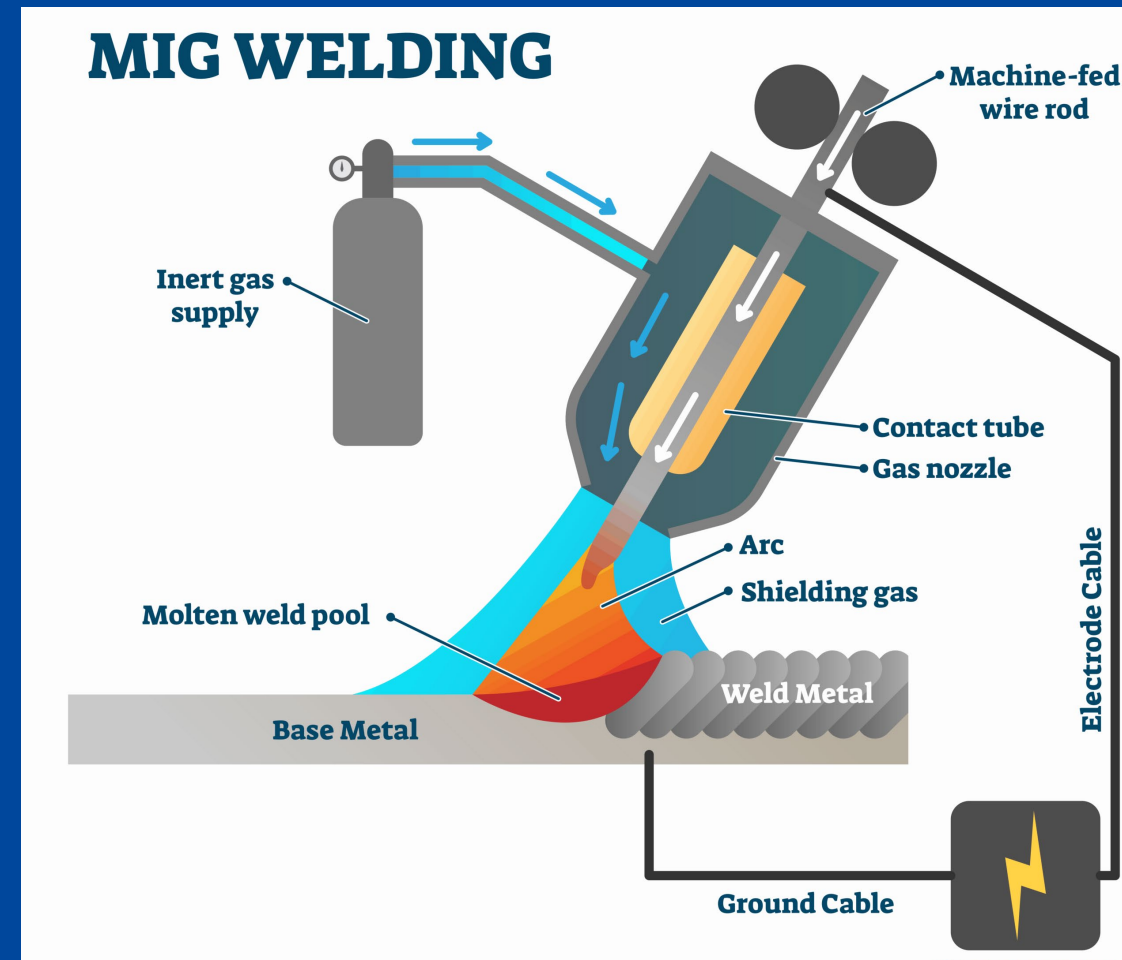 MIG WELDING
Machine-fed
wire rod
Inert gas
supply
Contact tube
Gas nozzle
Arc
Shielding gas
Molten weld pool
Electrode Cable
Weld Metal
Base Metal
Ground Cable